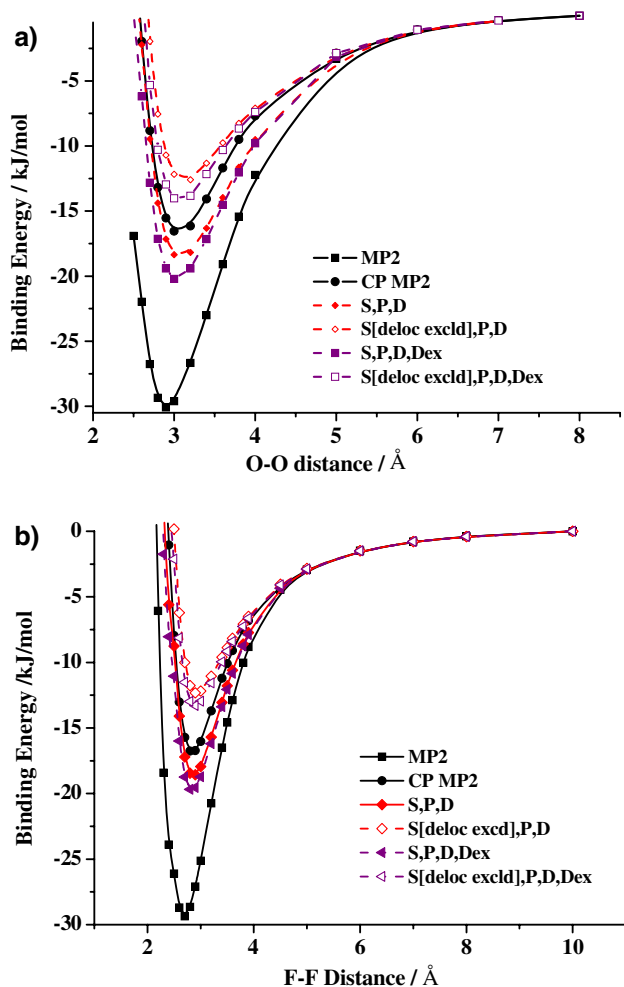 a)
-5
-10
-15
-20
-25
-30
Binding Energy / kJ/mol
MP2
CP MP2
S,P,D
S[deloc excld],P,D
S,P,D,Dex
S[deloc excld],P,D,Dex
2 3 4 5 6 7 8
O-O distance / Å
b)
0
-5
-10
-15
-20
-25
-30
Binding Energy /kJ/mol
MP2
CP MP2
S,P,D
S[deloc excd],P,D
S,P,D,Dex
S[deloc excld],P,D,Dex
2 4 6 8 10
F-F Distance / Å